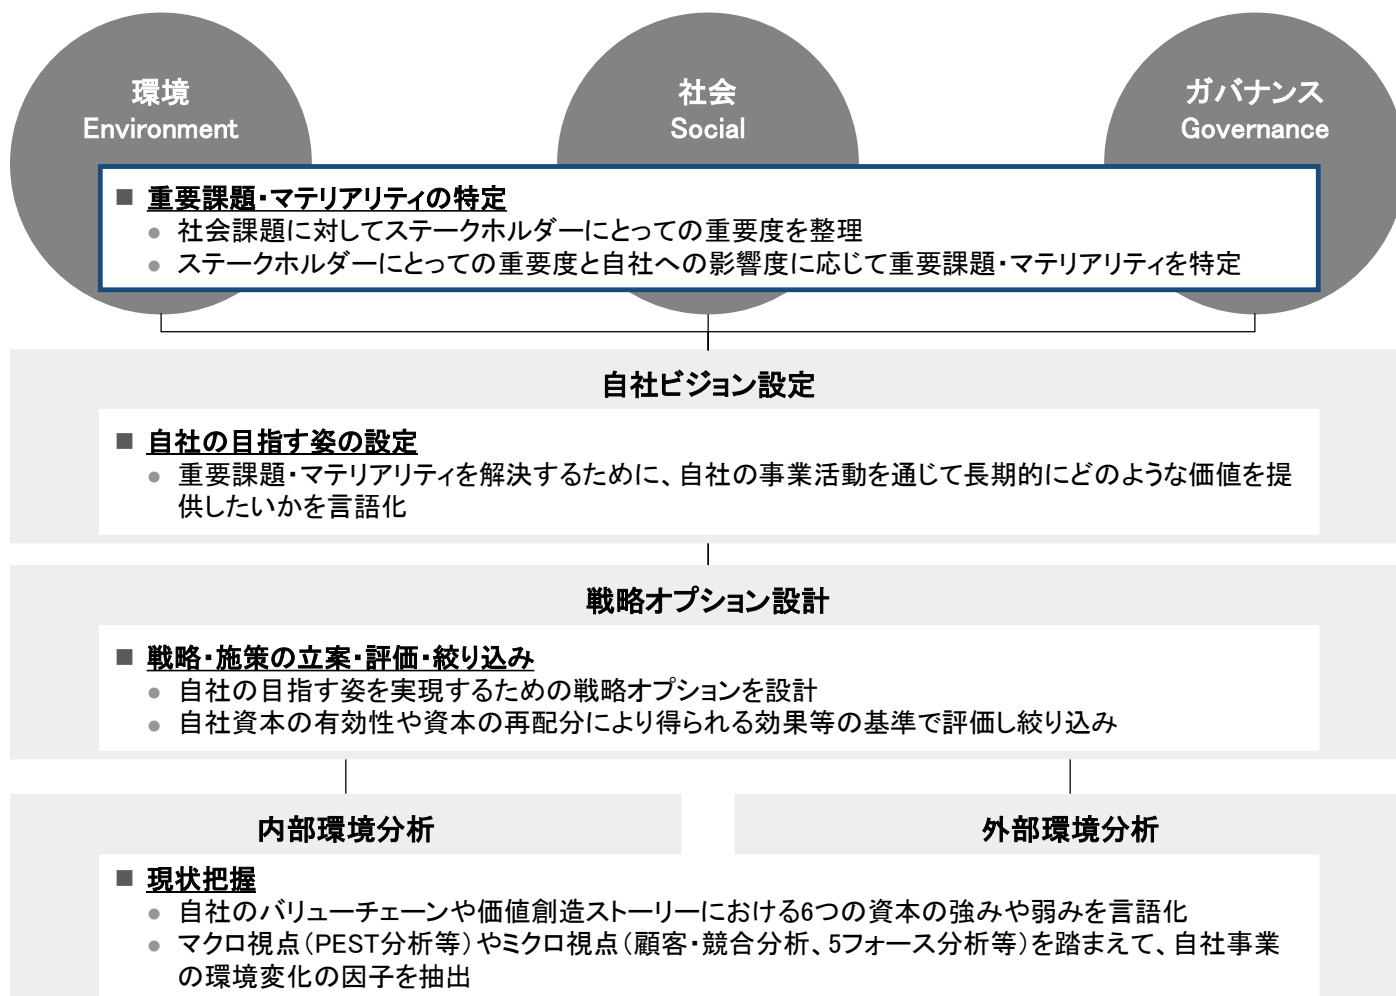 環境
Environment
社会
Social
ガバナンス
Governance
■ 重要課題・マテリアリティの特定
● 社会課題に対してステークホルダーにとっての重要度を整理
● ステークホルダーにとっての重要度と自社への影響度に応じて重要課題・マテリアリティを特定
自社ビジョン設定
■ 自社の目指す姿の設定
● 重要課題・マテリアリティを解決するために、自社の事業活動を通じて長期的にどのような価値を提
供したいかを言語化
戦略オプション設計
■ 戦略・施策の立案・評価・絞り込み
● 自社の目指す姿を実現するための戦略オプションを設計
● 自社資本の有効性や資本の再配分により得られる効果等の基準で評価し絞り込み
内部環境分析
外部環境分析
■ 現状把握
● 自社のバリューチェーンや価値創造ストーリーにおける6つの資本の強みや弱みを言語化
● マクロ視点（PEST分析等）やミクロ視点（顧客・競合分析、5フォース分析等）を踏まえて、自社事業
の環境変化の因子を抽出